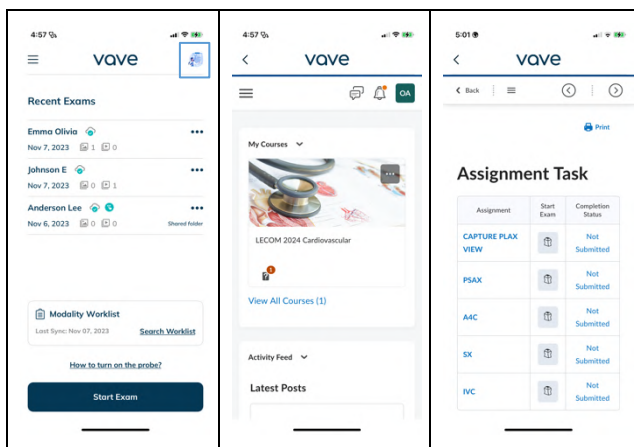 4:57
vave
Recent Exams
Emma Olivia
Nov 7, 2023 1 0
Johnson E
Nov 7, 2023 0 1
Anderson Lee
Nov 6, 2023 0 0 Shared folder
Modality Worklist
Last Sync: Nov 07, 2023 Search Worklist
How to turn on the probe?
Start Exam
4:57
vave
OA
My Courses
LECOM 2024 Cardiovascular
1
View All Courses (1)
Activity Feed
Latest Posts
5:01
vave
Back
Print
Assignment Task
Assignment Start Exam Completion Status
CAPTURE PLAX VIEW Not Submitted
PSAX Not Submitted
A4C Not Submitted
SX Not Submitted
IVC Not Submitted